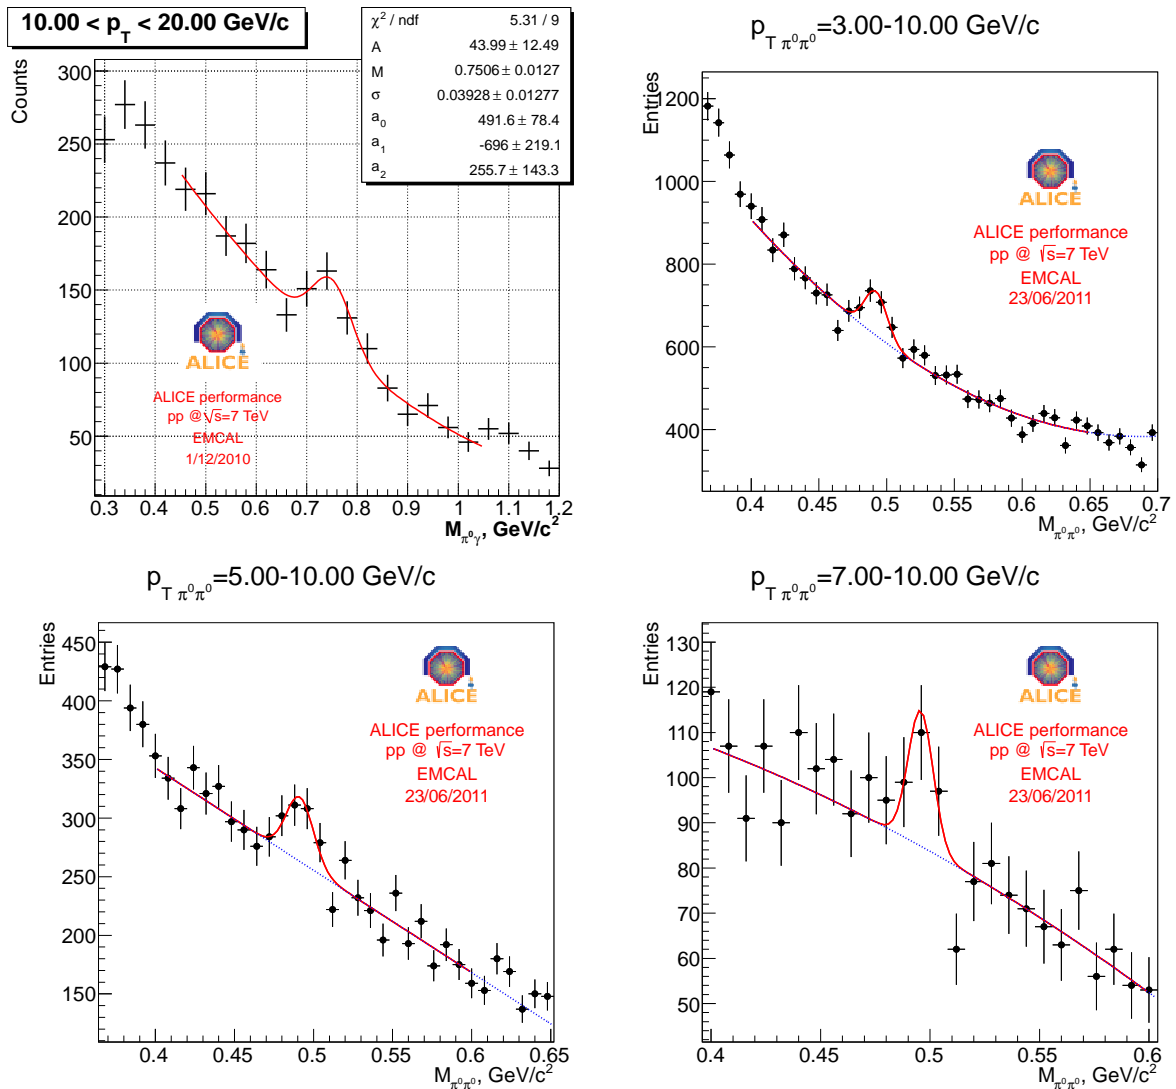 10.00 < p_T < 20.00 GeV/c
χ² / ndf 5.31 / 9
A 43.99 ± 12.49
M 0.7506 ± 0.0127
σ 0.03928 ± 0.01277
a₀ 491.6 ± 78.4
a₁ -696 ± 219.1
a₂ 255.7 ± 143.3
Counts
300
250
200
150
100
50
ALICE
ALICE performance
pp @ √s=7 TeV
EMCAL
1/12/2010
0.3 0.4 0.5 0.6 0.7 0.8 0.9 1 1.1 1.2
M_π⁰γ, GeV/c²
p_T π⁰π⁰=3.00-10.00 GeV/c
Entries
1200
1000
800
600
400
ALICE
ALICE performance
pp @ √s=7 TeV
EMCAL
23/06/2011
0.4 0.45 0.5 0.55 0.6 0.65 0.7
M_π⁰π⁰, GeV/c²
p_T π⁰π⁰=5.00-10.00 GeV/c
Entries
450
400
350
300
250
200
150
ALICE
ALICE performance
pp @ √s=7 TeV
EMCAL
23/06/2011
0.4 0.45 0.5 0.55 0.6 0.65
M_π⁰π⁰, GeV/c²
p_T π⁰π⁰=7.00-10.00 GeV/c
Entries
130
120
110
100
90
80
70
60
50
ALICE
ALICE performance
pp @ √s=7 TeV
EMCAL
23/06/2011
0.4 0.45 0.5 0.55 0.6
M_π⁰π⁰, GeV/c²